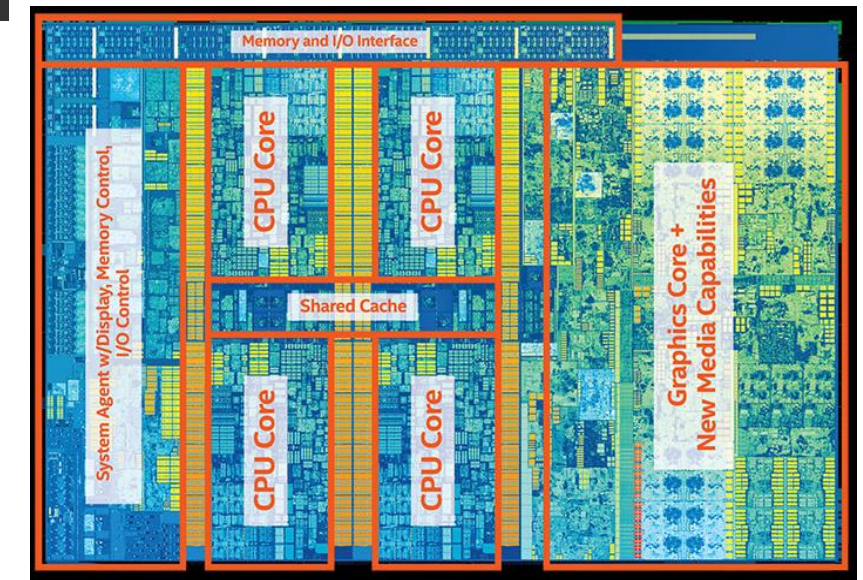 Memory and I/O Interface
System Agent w/Display, Memory Control,
I/O Control
CPU Core
CPU Core
Shared Cache
CPU Core
CPU Core
Graphics Core +
New Media Capabilities